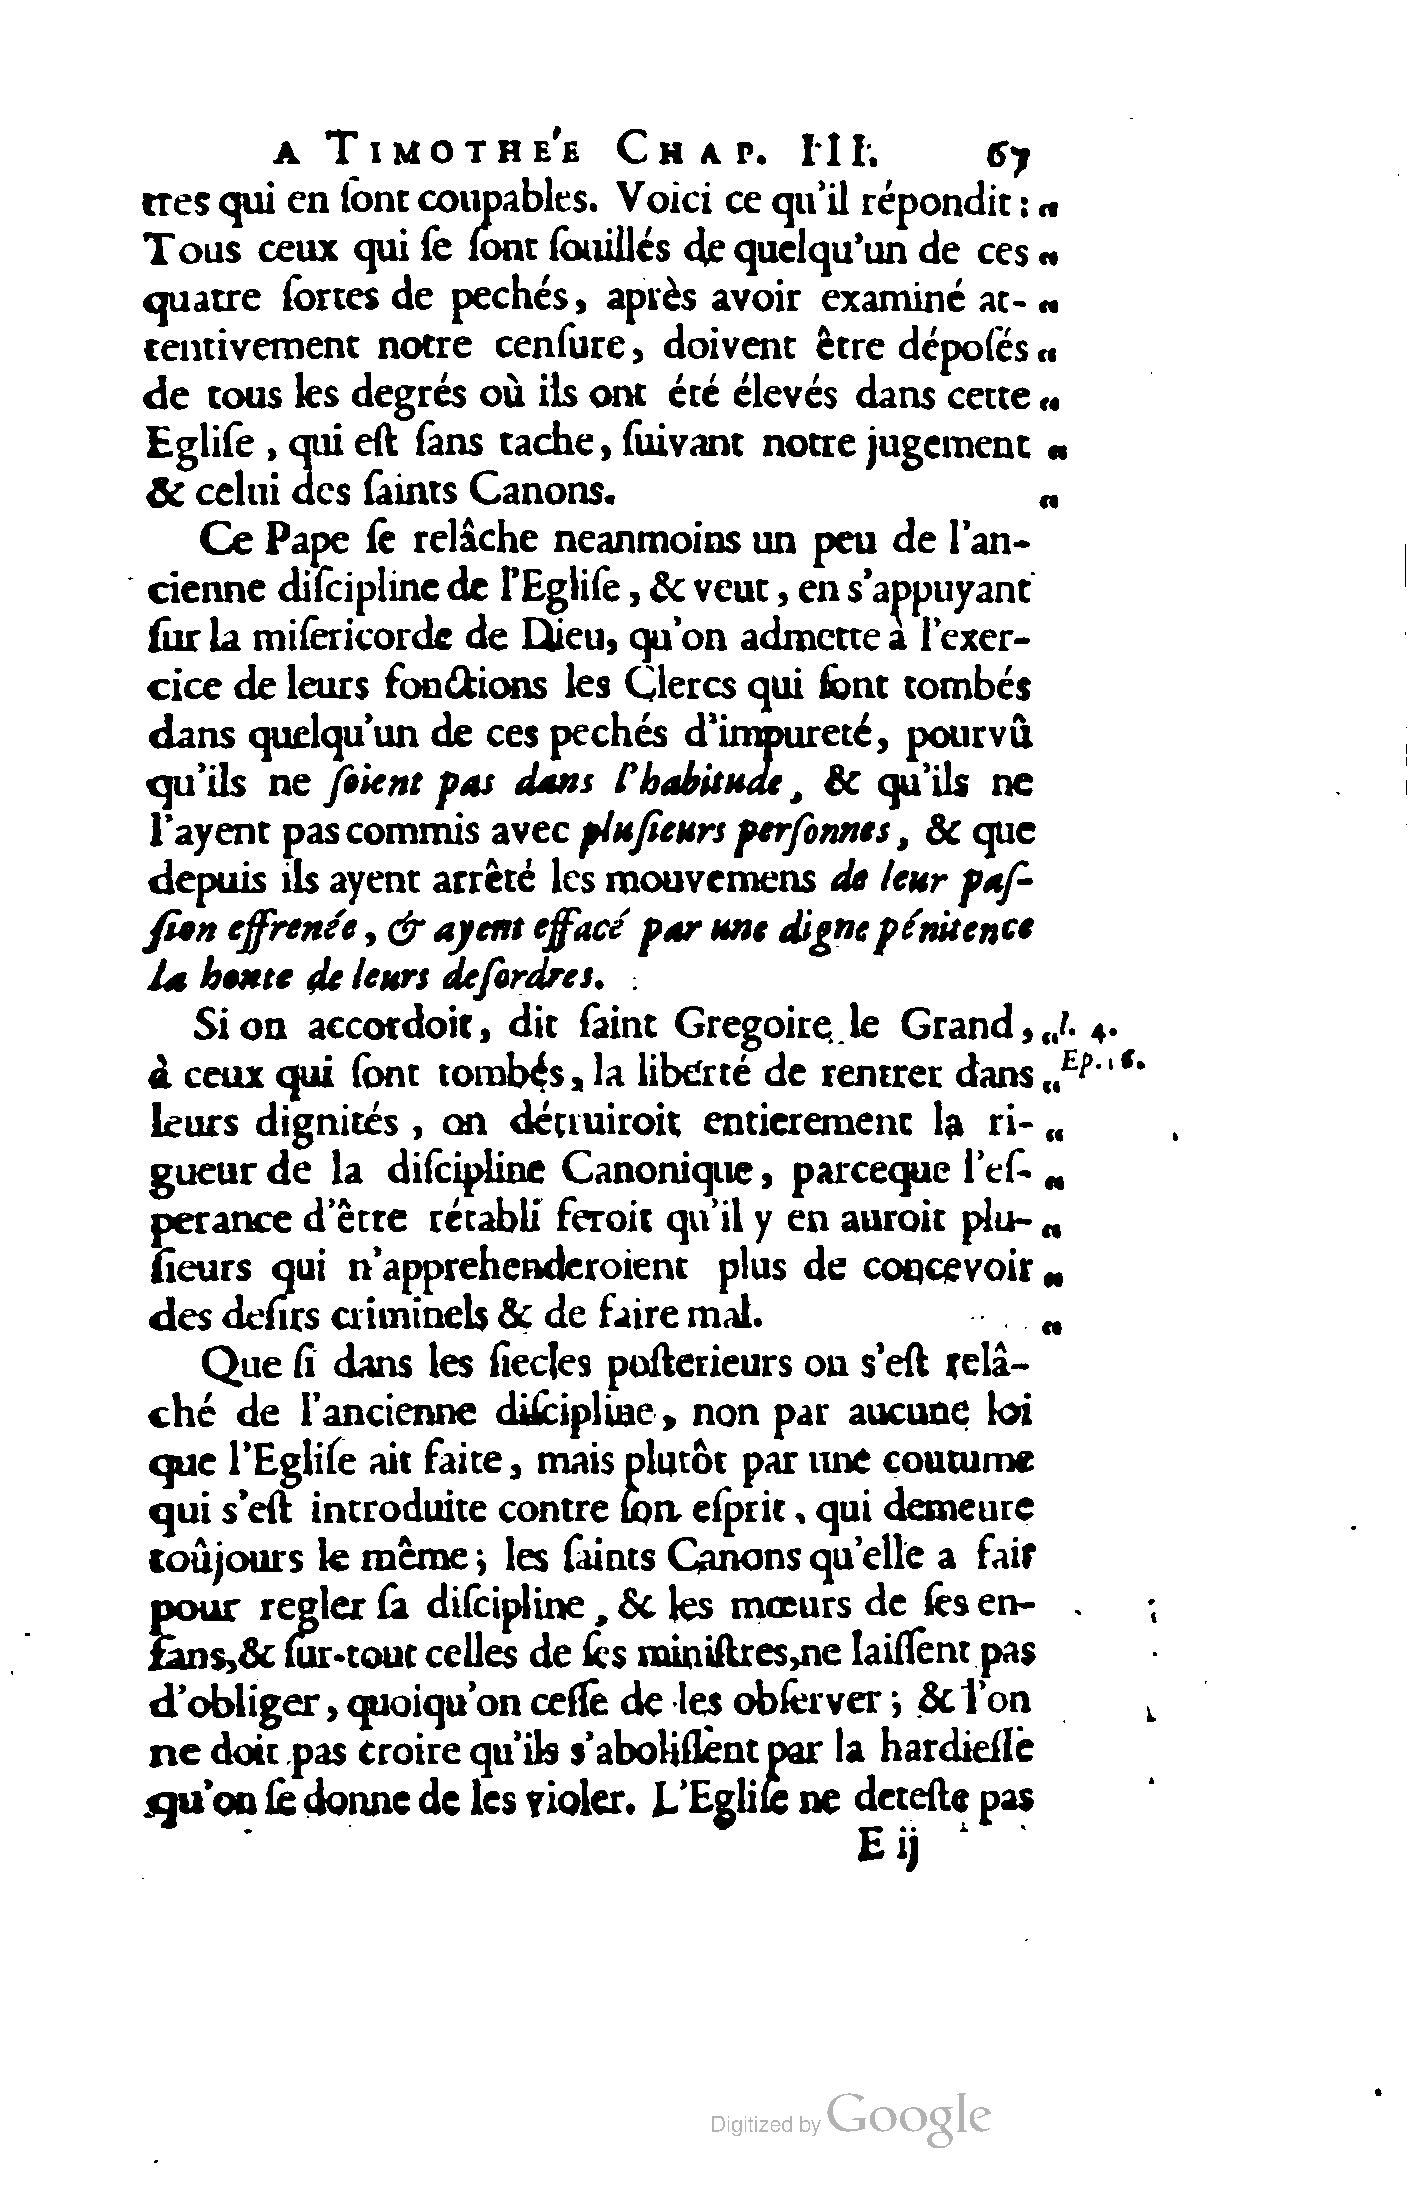 A TIMOTHE'E CHAP. III. 67
tres qui en ſont coupables. Voici ce qu'il répondit : „
Tous ceux qui ſe ſont ſouillés de quelqu'un de ces „
quatre ſortes de pechés, après avoir examiné at- „
tentivement notre cenſure, doivent être dépoſés „
de tous les degrés où ils ont été élevés dans cette „
Egliſe, qui eſt ſans tache, ſuivant notre jugement „
& celui des ſaints Canons. „
Ce Pape ſe relâche neanmoins un peu de l'an-
cienne diſcipline de l'Egliſe, & veut, en s'appuyant
ſur la miſericorde de Dieu, qu'on admette à l'exer-
cice de leurs fonctions les Clercs qui ſont tombés
dans quelqu'un de ces pechés d'impureté, pourvû
qu'ils ne ſoient pas dans l'habitude, & qu'ils ne
l'ayent pas commis avec pluſieurs perſonnes, & que
depuis ils ayent arrêté les mouvemens de leur paſ-
ſion effrenée, & ayent effacé par une digne pénitence
la honte de leurs deſordres.
Si on accordoit, dit ſaint Gregoire le Grand, „ l. 4.
à ceux qui ſont tombés, la liberté de rentrer dans „ Ep. 16.
leurs dignités, on détruiroit entierement la ri- „
gueur de la diſcipline Canonique, parceque l'eſ- „
perance d'être rétabli feroit qu'il y en auroit plu- „
ſieurs qui n'apprehenderoient plus de concevoir „
des deſirs criminels & de faire mal. „
Que ſi dans les ſiecles poſterieurs on s'eſt relâ-
ché de l'ancienne diſcipline, non par aucune loi
que l'Egliſe ait faite, mais plutôt par une coutume
qui s'eſt introduite contre ſon eſprit, qui demeure
toûjours le même; les ſaints Canons qu'elle a fait
pour regler ſa diſcipline, & les mœurs de ſes en-
fans, & ſur-tout celles de ſes miniſtres, ne laiſſent pas
d'obliger, quoiqu'on ceſſe de les obſerver; & l'on
ne doit pas croire qu'ils s'aboliſſent par la hardieſſe
qu'on ſe donne de les violer. L'Egliſe ne deteſte pas
E ij
Digitized by Google